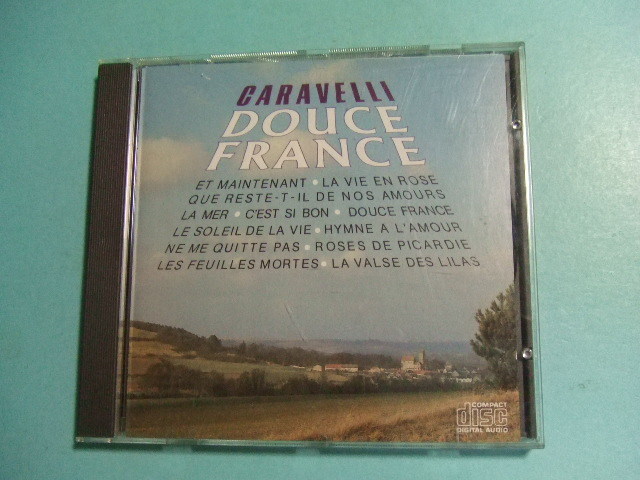 CARAVELLI
DOUCE
FRANCE
ET MAINTENANT • LA VIE EN ROSE
QUE RESTE-T-IL DE NOS AMOURS
LA MER • C'EST SI BON • DOUCE FRANCE
LE SOLEIL DE LA VIE • HYMNE A L'AMOUR
NE ME QUITTE PAS • ROSES DE PICARDIE
LES FEUILLES MORTES • LA VALSE DES LILAS
COMPACT
disc
DIGITAL AUDIO